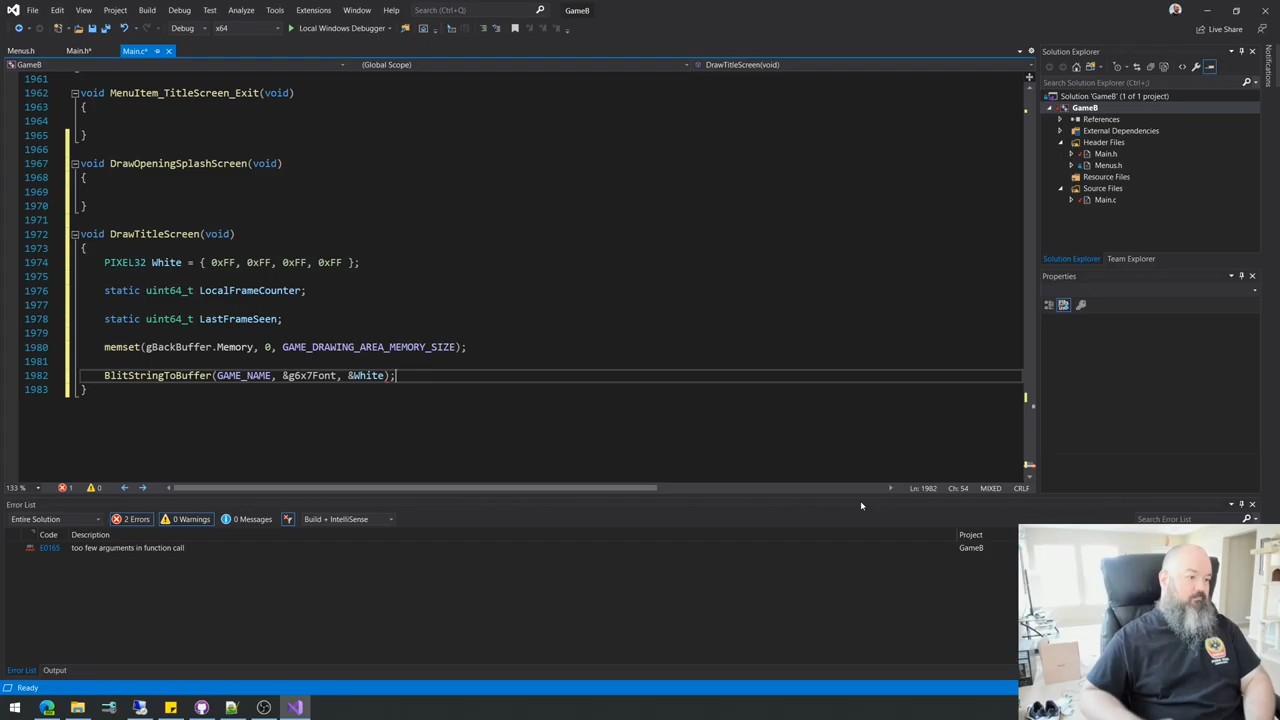 File Edit View Git Project Build Debug Test Analyze Tools Extensions Window Help Search (Ctrl+Q) GameB
Debug x64 Local Windows Debugger Live Share
Menus.h Main.h* Main.c*
GameB (Global Scope) DrawTitleScreen(void)
1961
1962 void MenuItem_TitleScreen_Exit(void)
1963 {
1964
1965 }
1966
1967 void DrawOpeningSplashScreen(void)
1968 {
1969
1970 }
1971
1972 void DrawTitleScreen(void)
1973 {
1974 PIXEL32 White = { 0xFF, 0xFF, 0xFF, 0xFF };
1975
1976 static uint64_t LocalFrameCounter;
1977
1978 static uint64_t LastFrameSeen;
1979
1980 memset(gBackBuffer.Memory, 0, GAME_DRAWING_AREA_MEMORY_SIZE);
1981
1982 BlitStringToBuffer(GAME_NAME, &g6x7Font, &White);
1983 }
133 % 1 0 Ln: 1982 Ch: 54 MIXED CRLF
Error List
Entire Solution 2 Errors 0 Warnings 0 Messages Build + IntelliSense Search Error List
Code Description Project
E0165 too few arguments in function call GameB
Error List Output
Ready
Solution Explorer
Search Solution Explorer (Ctrl+;)
Solution 'GameB' (1 of 1 project)
GameB
References
External Dependencies
Header Files
Main.h
Menus.h
Resource Files
Source Files
Main.c
Solution Explorer Team Explorer
Properties
Notifications